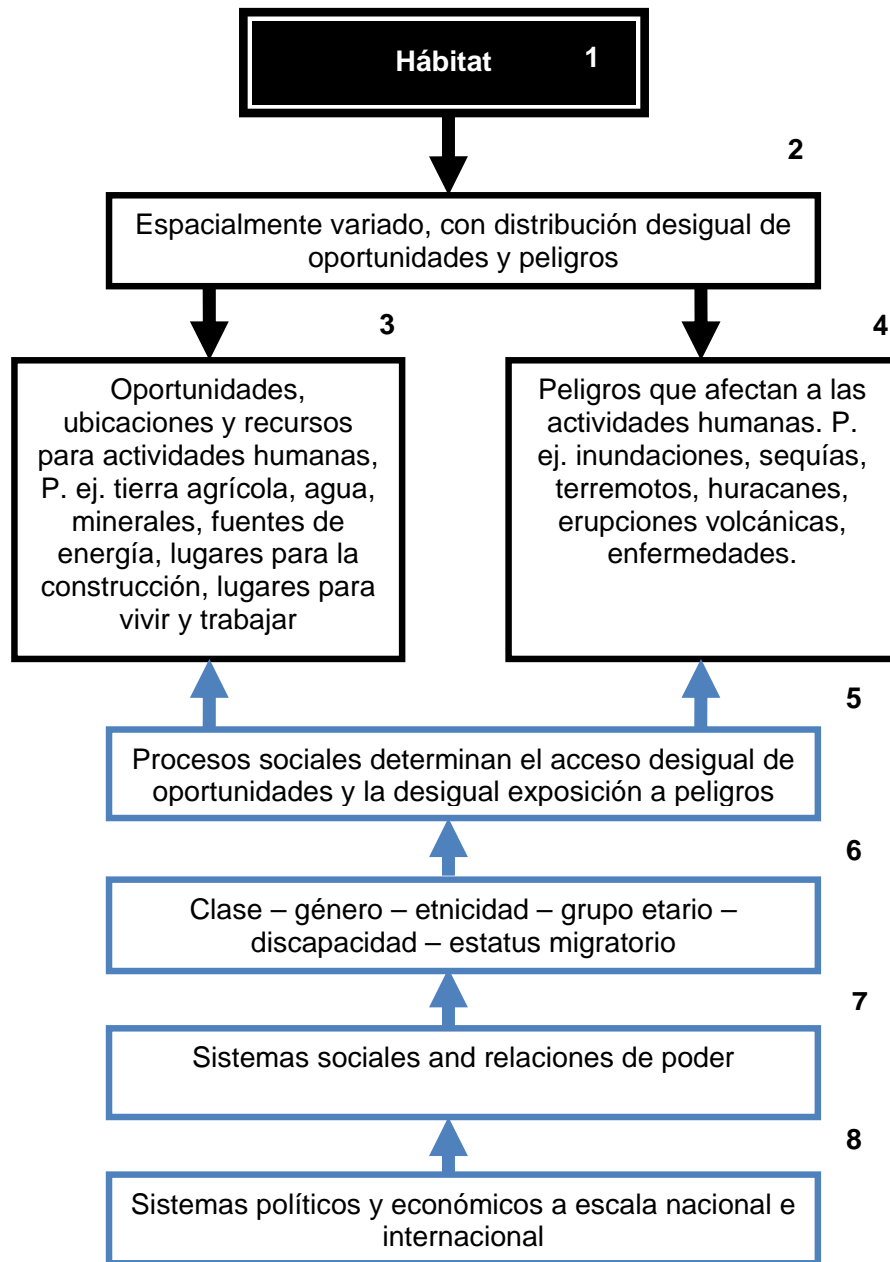 Hábitat 1
2
Espacialmente variado, con distribución desigual de
oportunidades y peligros
3
4
Oportunidades,
ubicaciones y recursos
para actividades humanas,
P. ej. tierra agrícola, agua,
minerales, fuentes de
energía, lugares para la
construcción, lugares para
vivir y trabajar
Peligros que afectan a las
actividades humanas. P.
ej. inundaciones, sequías,
terremotos, huracanes,
erupciones volcánicas,
enfermedades.
5
Procesos sociales determinan el acceso desigual de
oportunidades y la desigual exposición a peligros
6
Clase – género – etnicidad – grupo etario –
discapacidad – estatus migratorio
7
Sistemas sociales and relaciones de poder
8
Sistemas políticos y económicos a escala nacional e
internacional